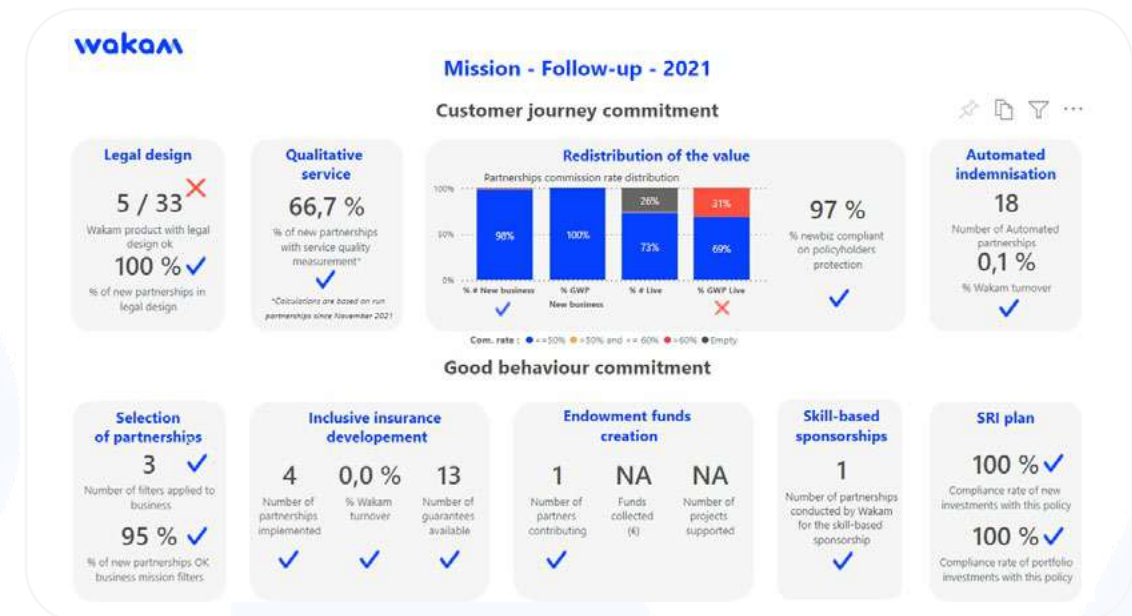 wakam
Mission - Follow-up - 2021
Customer journey commitment
Legal design
5 / 33
Wakam product with legal
design ok
100 %
% of new partnerships in
legal design
Qualitative
service
66,7 %
% of new partnerships
with service quality
measurement*
*Calculations are based on run
partnerships since November 2021
Redistribution of the value
Partnerships commission rate distribution
100%
50%
0%
98%
100%
26%
73%
31%
69%
% # New business
% GWP
New business
% # Live
% GWP Live
Com. rate : <=50% >50% and <= 60% >60% Empty
97 %
% newbiz compliant
on policyholders
protection
Automated
indemnisation
18
Number of Automated
partnerships
0,1 %
% Wakam turnover
Good behaviour commitment
Selection
of partnerships
3
Number of filters applied to
business
95 %
% of new partnerships OK
business mission filters
Inclusive insurance
developement
4
Number of
partnerships
implemented
0,0 %
% Wakam
turnover
13
Number of
guarantees
available
Endowment funds
creation
1
Number of
partners
contributing
NA
Funds
collected
(€)
NA
Number of
projects
supported
Skill-based
sponsorships
1
Number of partnerships
conducted by Wakam
for the skill-based
sponsorship
SRI plan
100 %
Compliance rate of new
investments with this policy
100 %
Compliance rate of portfolio
investments with this policy